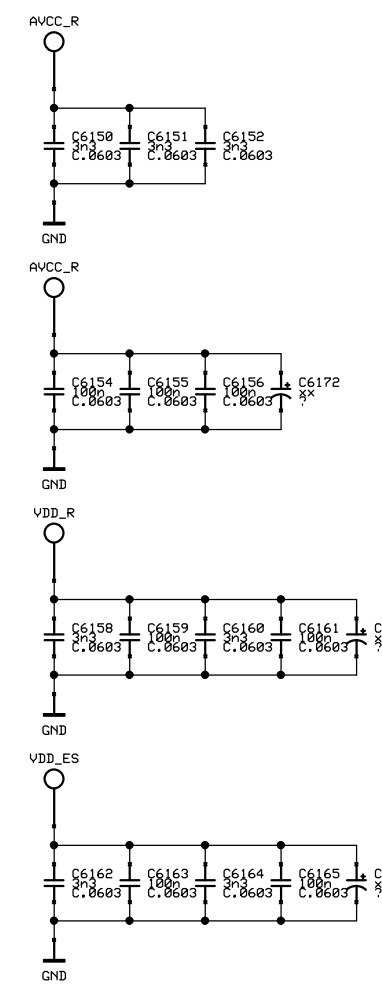 AVCC_R
C6150 C6151 C6152
3n3 3n3 3n3
C.0603 C.0603 C.0603
GND
AVCC_R
C6154 C6155 C6156 C6172
100n 100n 100n xx
C.0603 C.0603 C.0603 ?
GND
VDD_R
C6158 C6159 C6160 C6161 C
3n3 100n 3n3 100n x
C.0603 C.0603 C.0603 C.0603 ?
GND
VDD_ES
C6162 C6163 C6164 C6165 C
3n3 100n 3n3 100n x
C.0603 C.0603 C.0603 C.0603 ?
GND